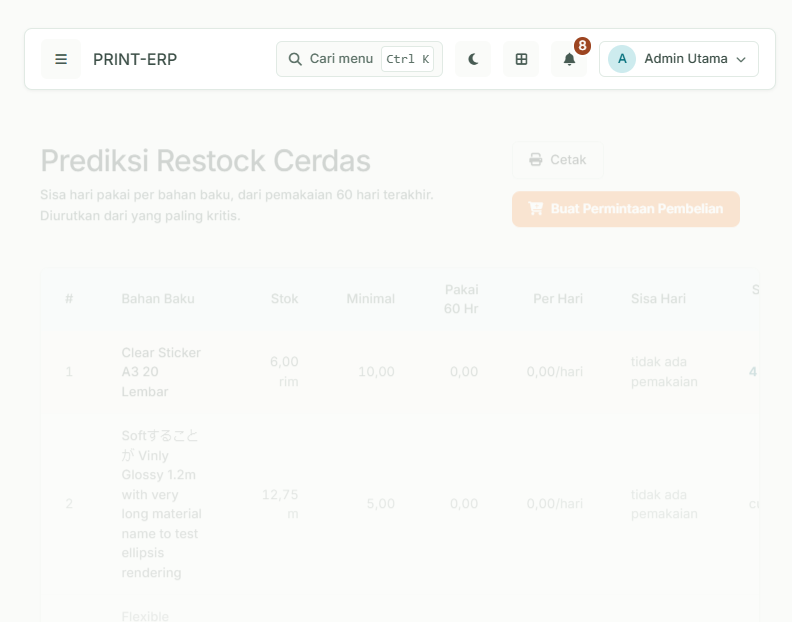 PRINT-ERP
Cari menu
Ctrl K
8
A
Admin Utama
Prediksi Restock Cerdas
Sisa hari pakai per bahan baku, dari pemakaian 60 hari terakhir.
Diurutkan dari yang paling kritis.
Cetak
Buat Permintaan Pembelian
#
Bahan Baku
Stok
Minimal
Pakai
60 Hr
Per Hari
Sisa Hari
S
1
Clear Sticker
A3 20
Lembar
6,00
rim
10,00
0,00
0,00/hari
tidak ada
pemakaian
4
2
Softすること
が Vinly
Glossy 1.2m
with very
long material
name to test
ellipsis
rendering
12,75
m
5,00
0,00
0,00/hari
tidak ada
pemakaian
Flexible